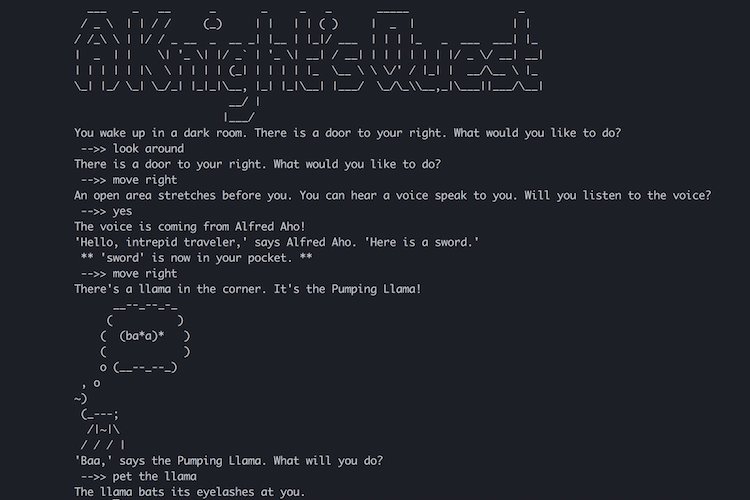 A Knight's Quest
You wake up in a dark room. There is a door to your right. What would you like to do?
-->> look around
There is a door to your right. What would you like to do?
-->> move right
An open area stretches before you. You can hear a voice speak to you. Will you listen to the voice?
-->> yes
The voice is coming from Alfred Aho!
'Hello, intrepid traveler,' says Alfred Aho. 'Here is a sword.'
** 'sword' is now in your pocket. **
-->> move right
There's a llama in the corner. It's the Pumping Llama!
(ba*a)*
'Baa,' says the Pumping Llama. What will you do?
-->> pet the llama
The llama bats its eyelashes at you.